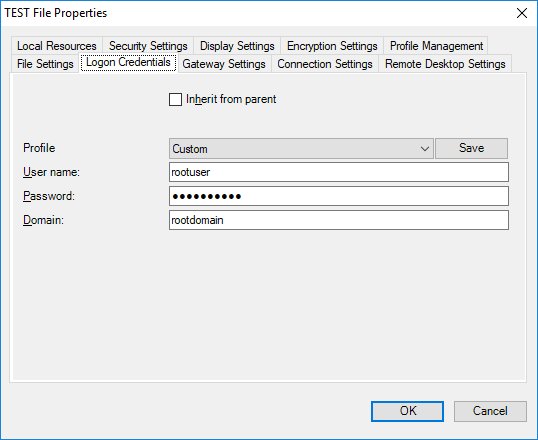 TEST File Properties
Local Resources Security Settings Display Settings Encryption Settings Profile Management
File Settings Logon Credentials Gateway Settings Connection Settings Remote Desktop Settings
Inherit from parent
Profile Custom Save
User name: rootuser
Password: ●●●●●●●●●●
Domain: rootdomain
OK Cancel